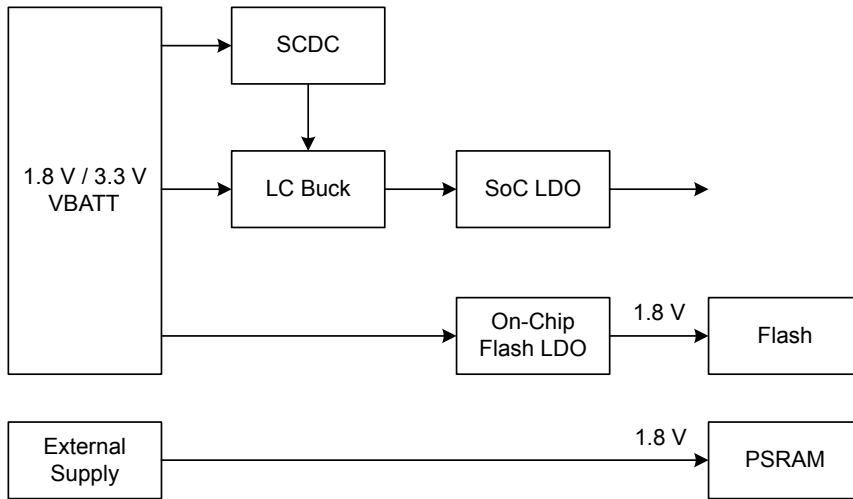 SCDC
1.8 V / 3.3 V
VBATT
LC Buck
SoC LDO
On-Chip
Flash LDO
1.8 V
Flash
External
Supply
1.8 V
PSRAM